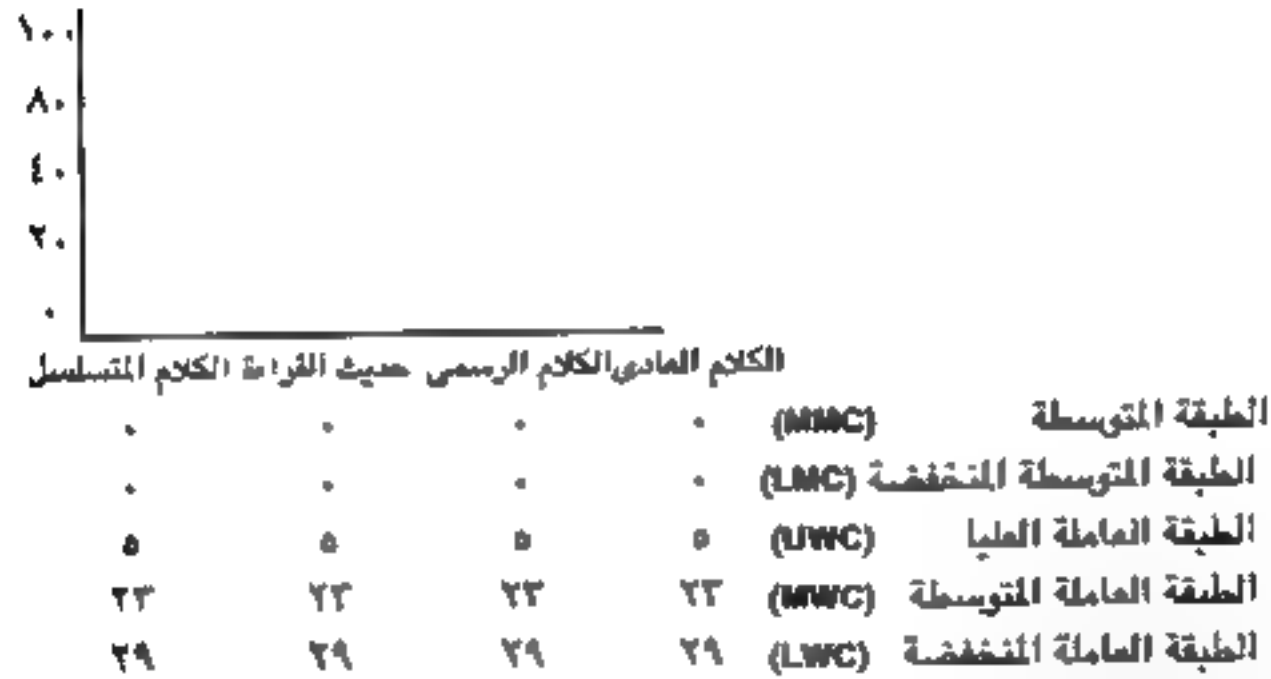 ١٠٠
٨٠
٤٠
٢٠
٠
الكلام العادى الكلام الرسمى حديث القراءة الكلام المتسلسل
الطبقة المتوسطة (MMC) ٠ ٠ ٠ ٠
الطبقة المتوسطة المنخفضة (LMC) ٠ ٠ ٠ ٠
الطبقة العاملة العليا (UWC) ٥ ٥ ٥ ٥
الطبقة العاملة المتوسطة (MWC) ٢٣ ٢٣ ٢٣ ٢٣
الطبقة العاملة المنخفضة (LWC) ٢٩ ٢٩ ٢٩ ٢٩